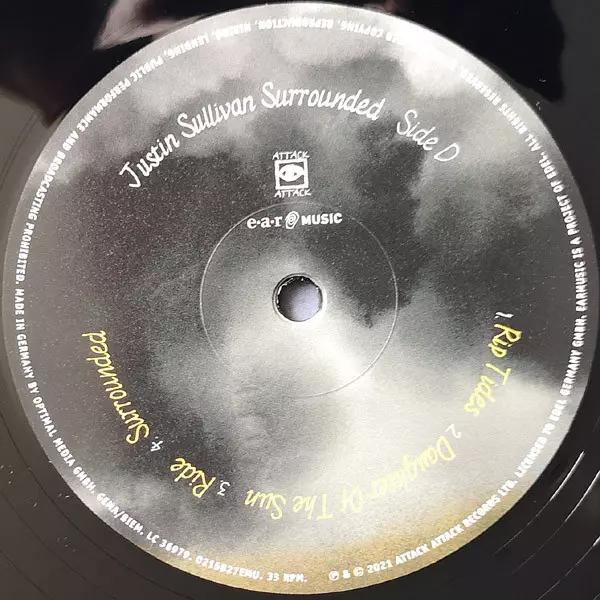 Justin Sullivan Surrounded Side D
ATTACK
ATTACK
e·a·r MUSIC
1. Rip Tides 2. Daughter Of The Sun 3. Ride 4. Surrounded
COPYING, REPRODUCTION, HIRING, LENDING, PUBLIC PERFORMANCE AND BROADCASTING PROHIBITED. MADE IN GERMANY BY OPTIMAL MEDIA GMBH. GEMA/BIEM. LC 36979. 0216827EMU. 33 RPM. ℗ & © 2021 ATTACK ATTACK RECORDS LTD. LICENSED TO EDEL GERMANY GMBH. EARMUSIC IS A PROJECT OF EDEL. ALL RIGHTS RESERVED.